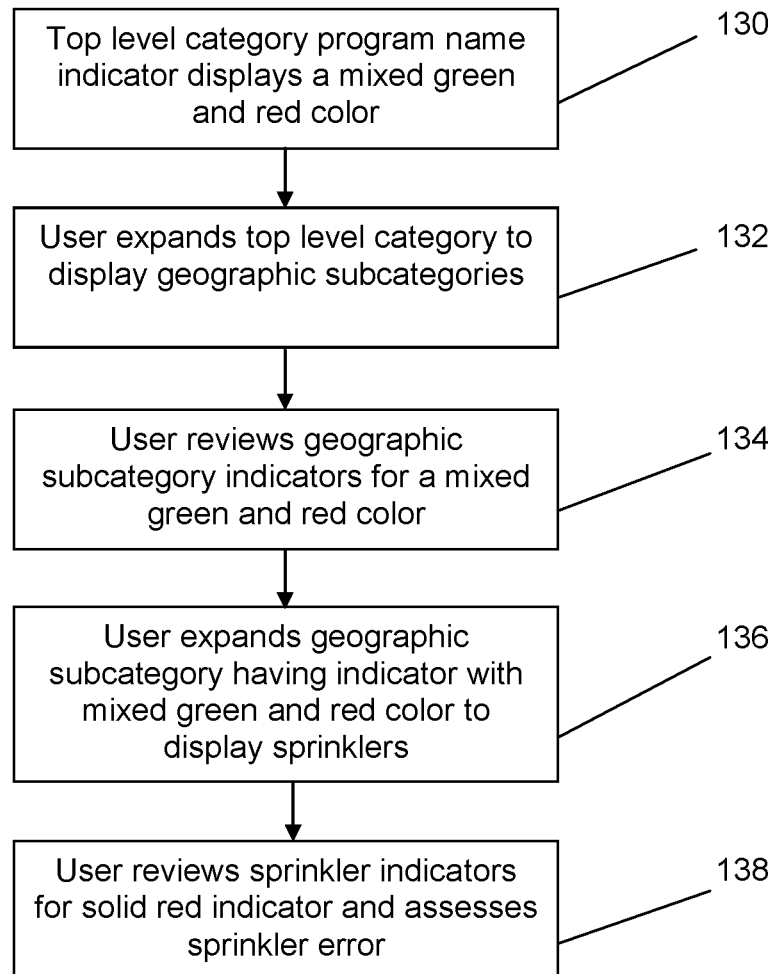 Top level category program name
indicator displays a mixed green
and red color
130
User expands top level category to
display geographic subcategories
132
User reviews geographic
subcategory indicators for a mixed
green and red color
134
User expands geographic
subcategory having indicator with
mixed green and red color to
display sprinklers
136
User reviews sprinkler indicators
for solid red indicator and assesses
sprinkler error
138